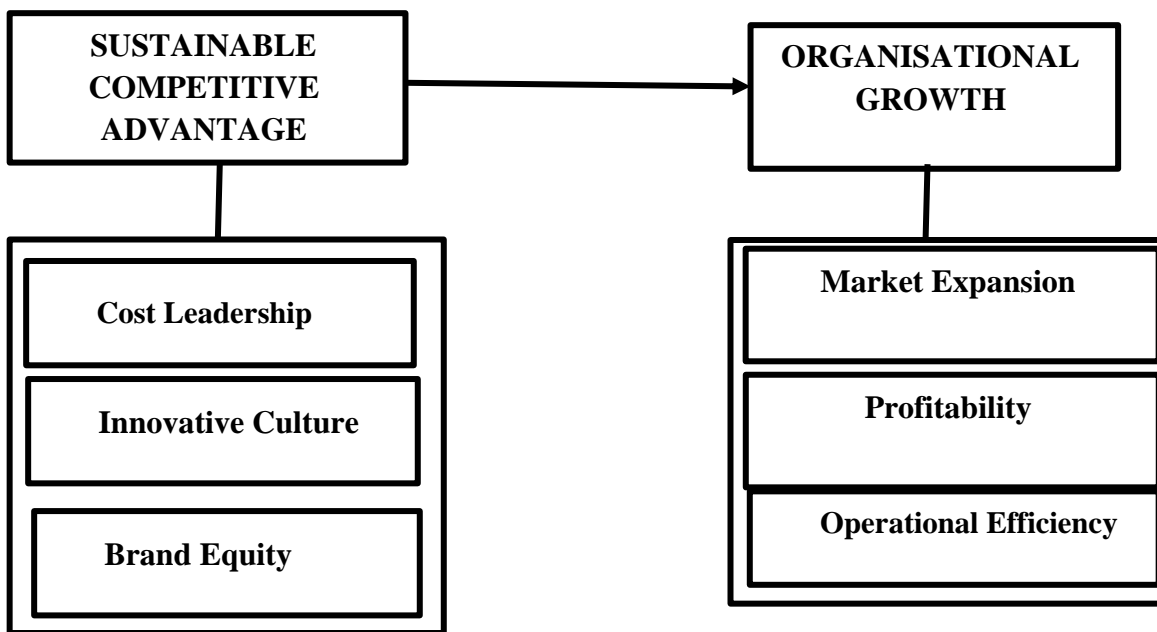 SUSTAINABLE
COMPETITIVE
ADVANTAGE
ORGANISATIONAL
GROWTH
Cost Leadership
Innovative Culture
Brand Equity
Market Expansion
Profitability
Operational Efficiency